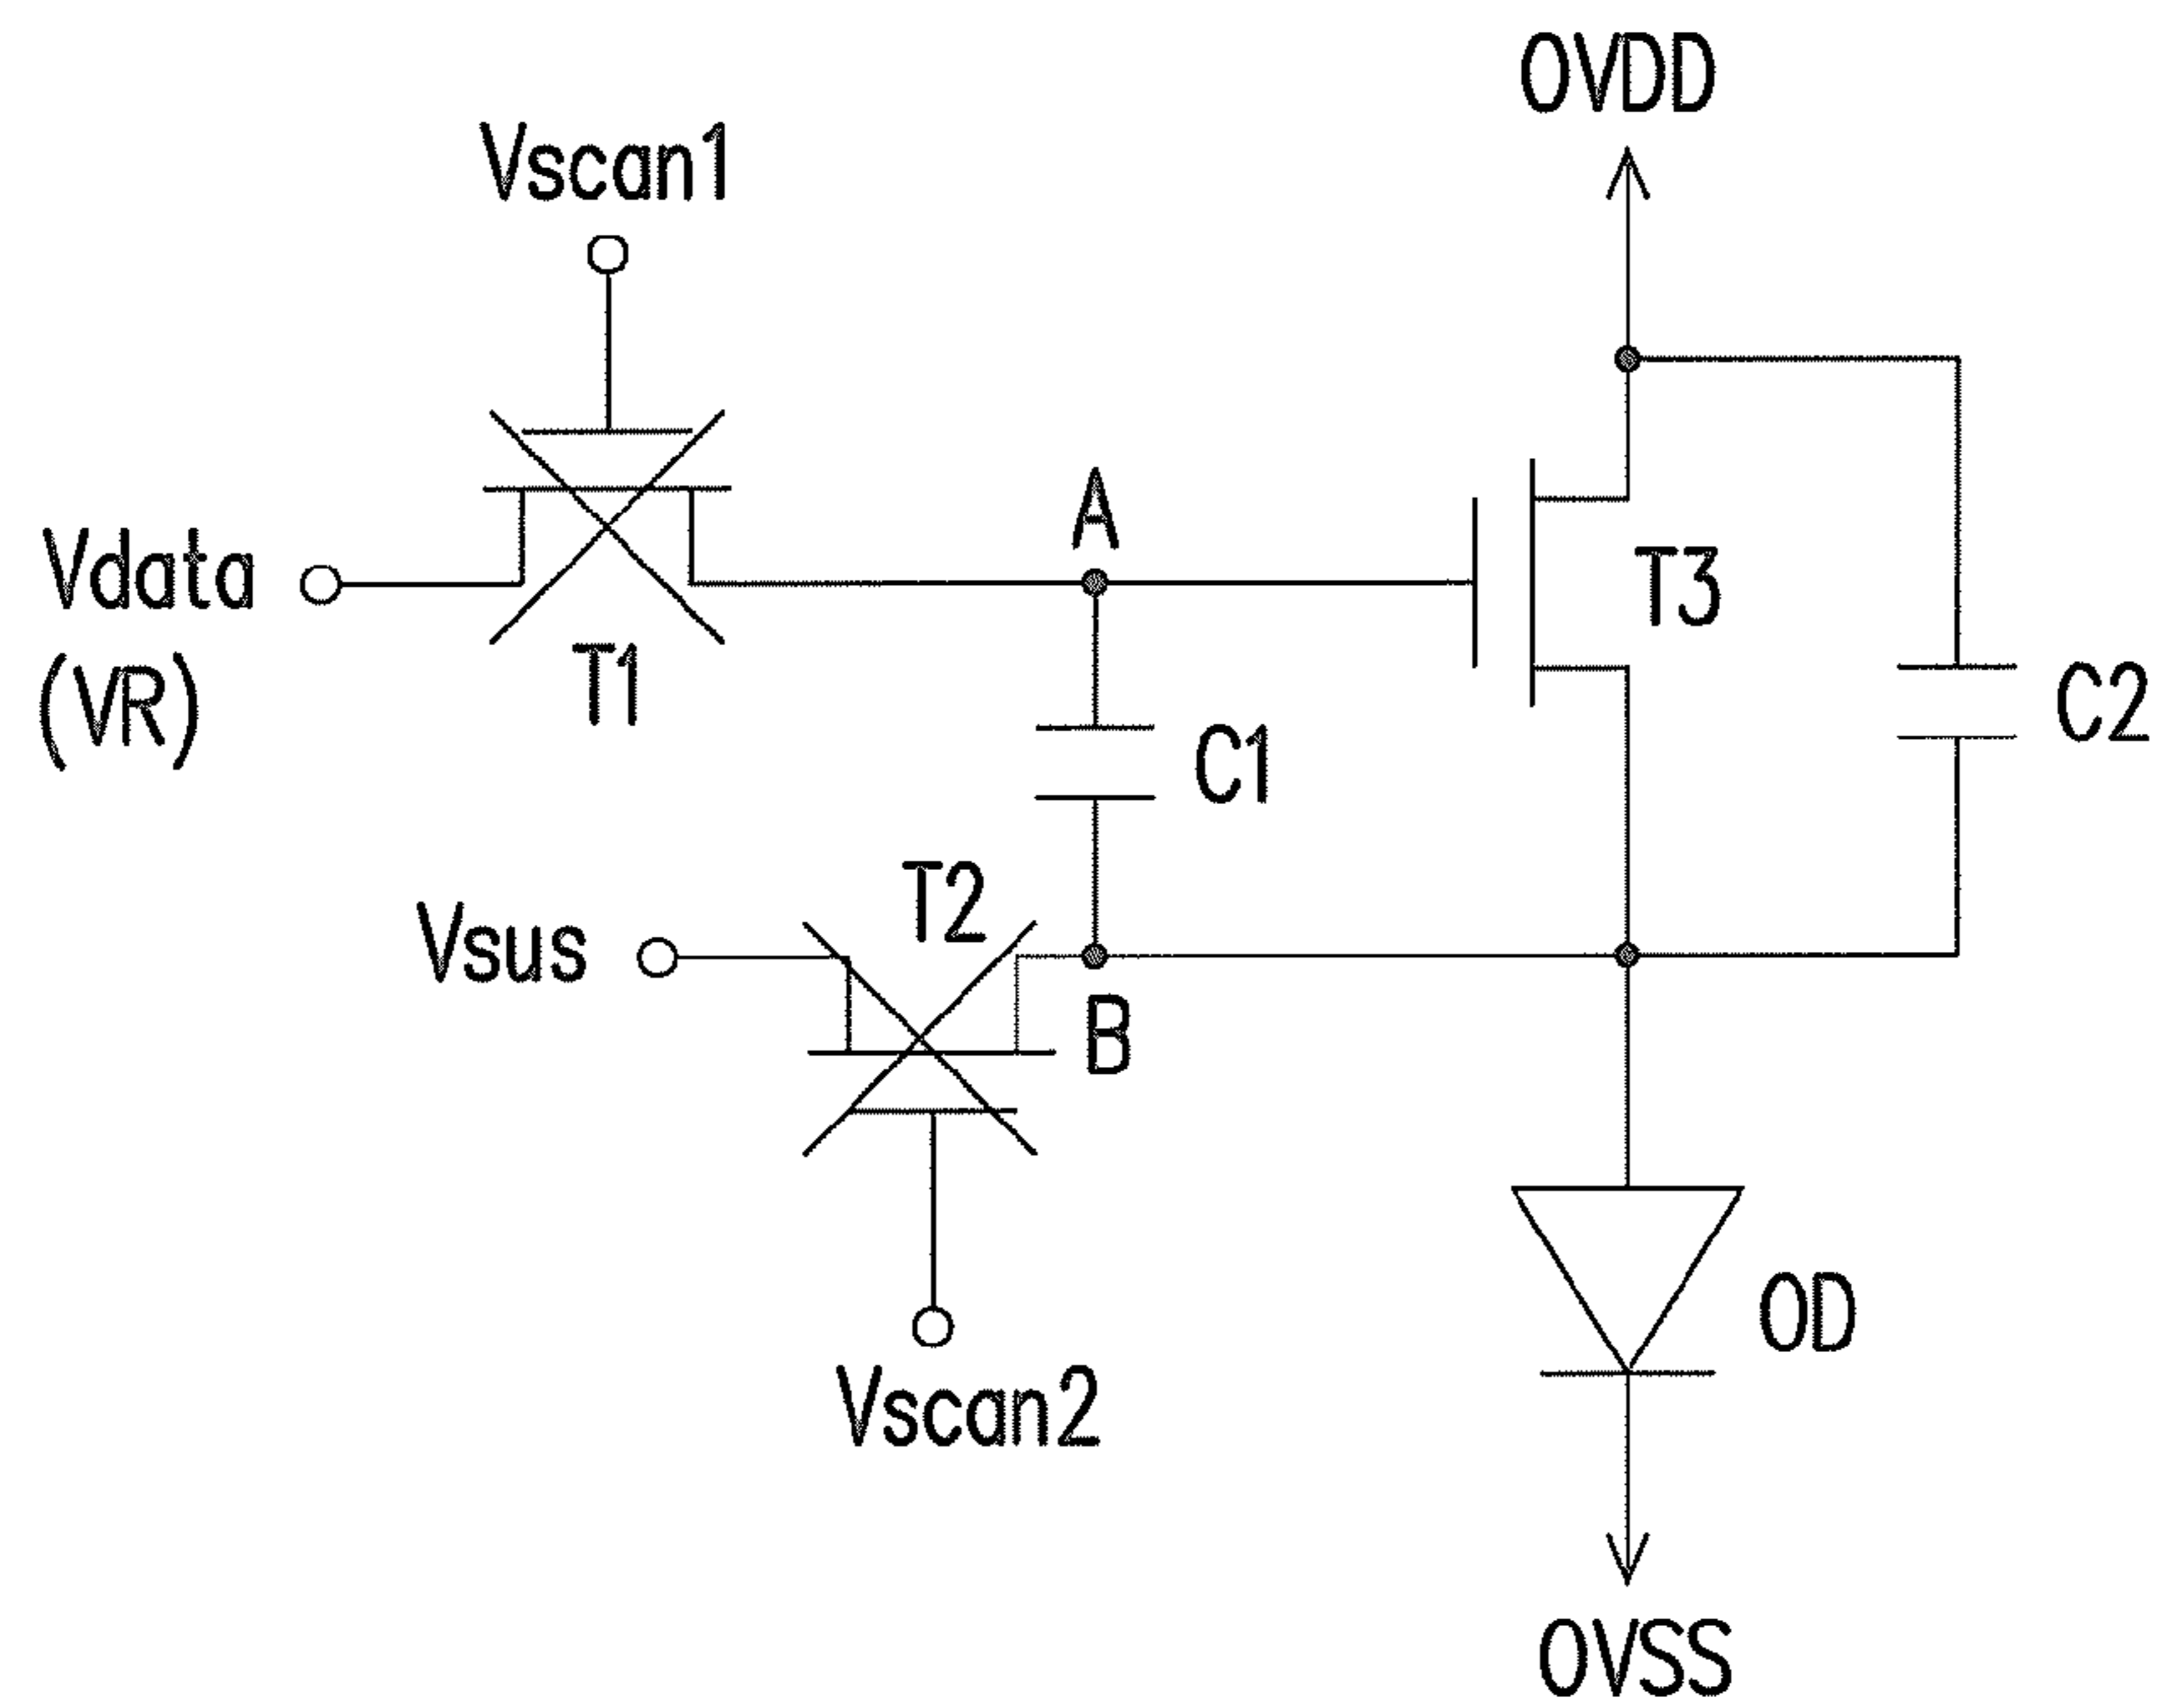 OVDD
Vscan1
A
Vdata
(VR)
T1
T3
C1
C2
T2
Vsus
B
Vscan2
OD
OVSS